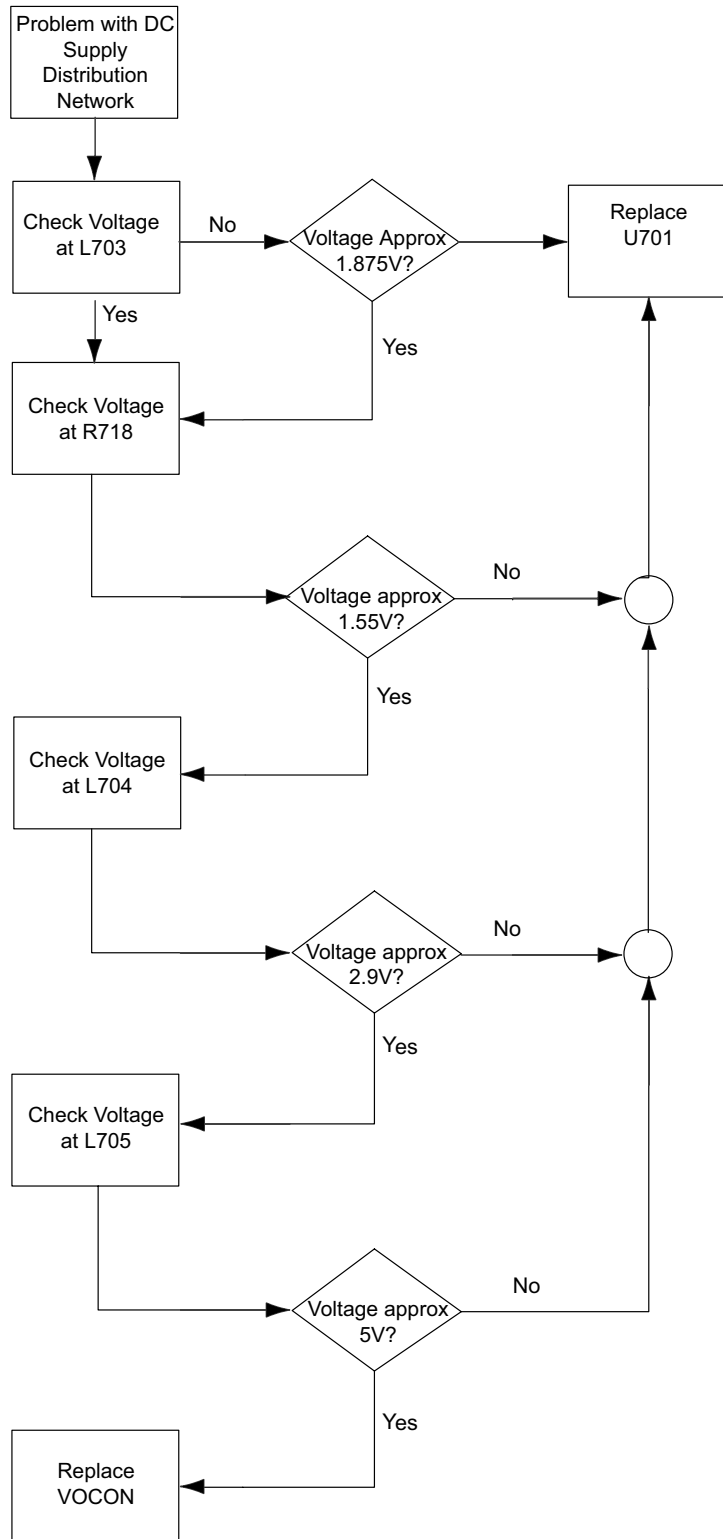 Problem with DC
Supply
Distribution
Network
Check Voltage
at L703
No
Voltage Approx
1.875V?
Replace
U701
Yes
Yes
Check Voltage
at R718
Voltage approx
1.55V?
No
Yes
Check Voltage
at L704
Voltage approx
2.9V?
No
Yes
Check Voltage
at L705
Voltage approx
5V?
No
Yes
Replace
VOCON